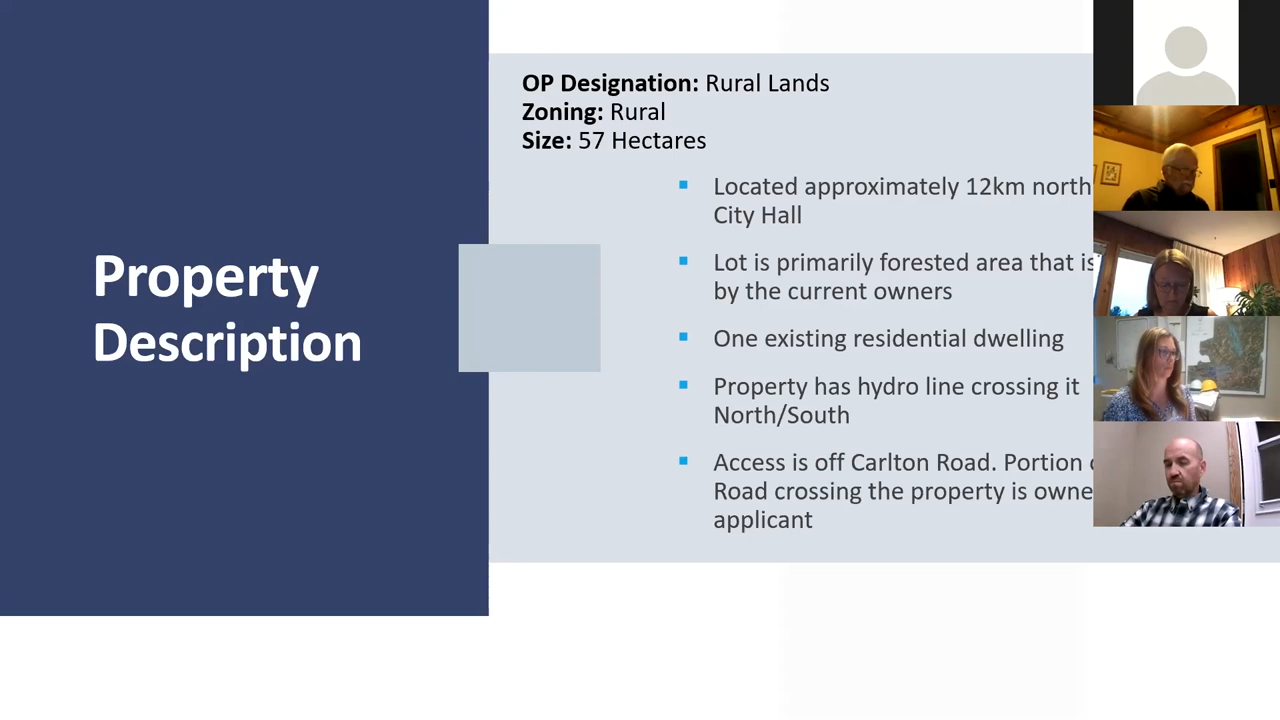 Property
Description
OP Designation: Rural Lands
Zoning: Rural
Size: 57 Hectares
Located approximately 12km north
City Hall
Lot is primarily forested area that is
by the current owners
One existing residential dwelling
Property has hydro line crossing it
North/South
Access is off Carlton Road. Portion
Road crossing the property is owne
applicant